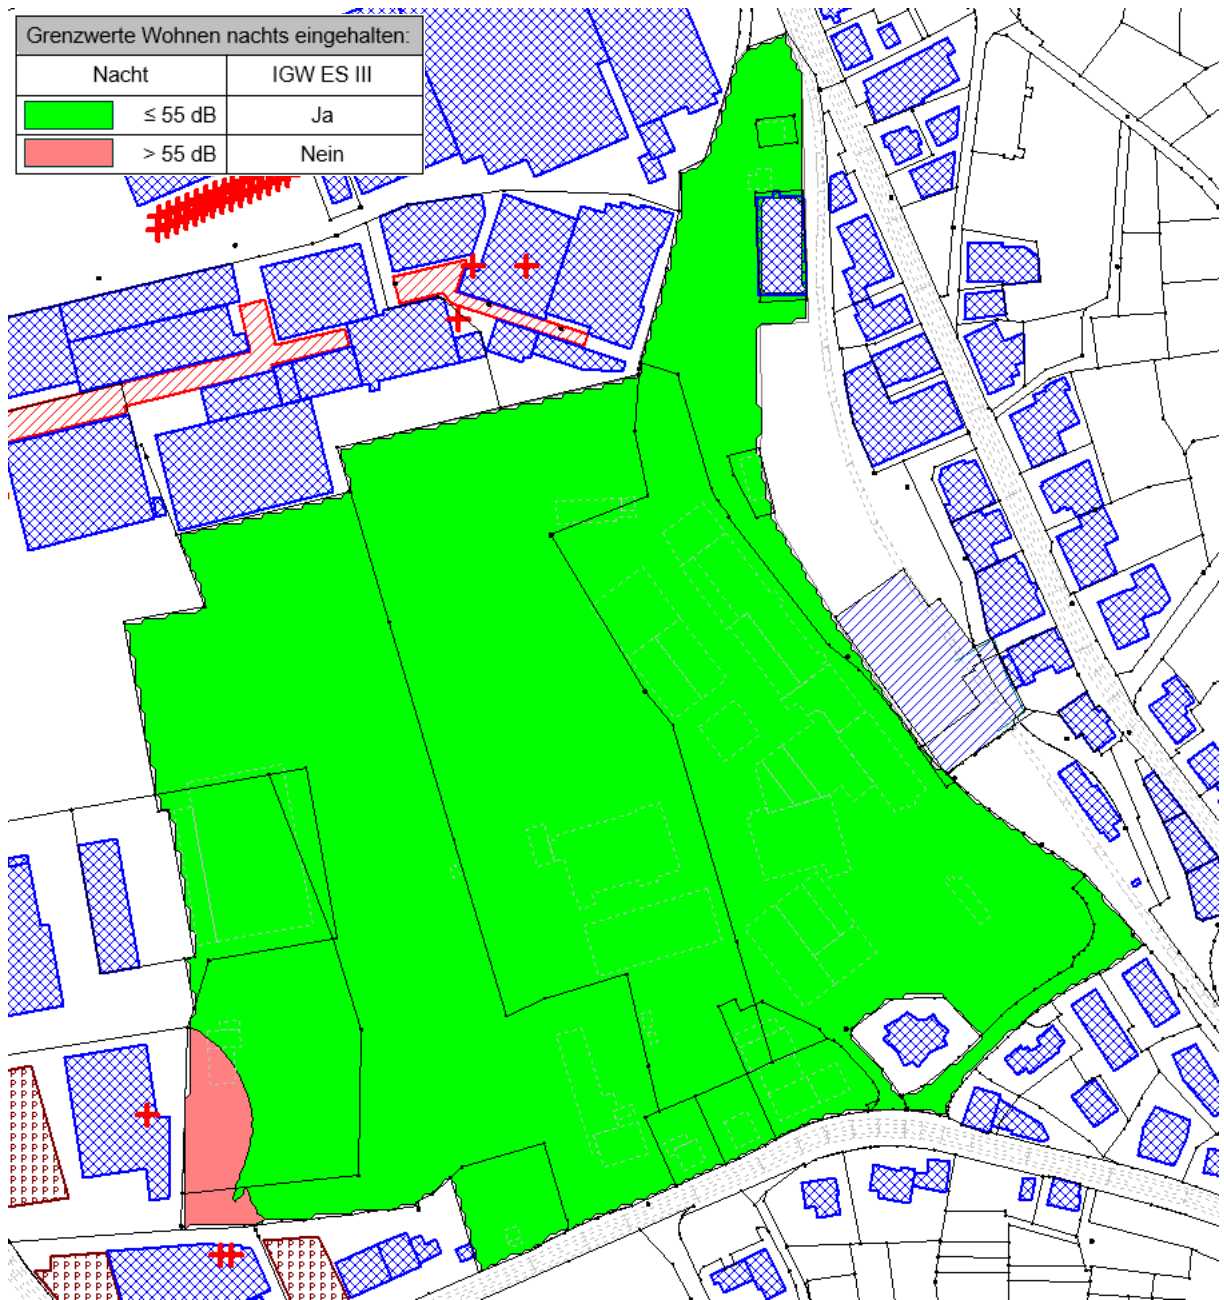 Grenzwerte Wohnen nachts eingehalten:
Nacht IGW ES III
≤ 55 dB Ja
> 55 dB Nein